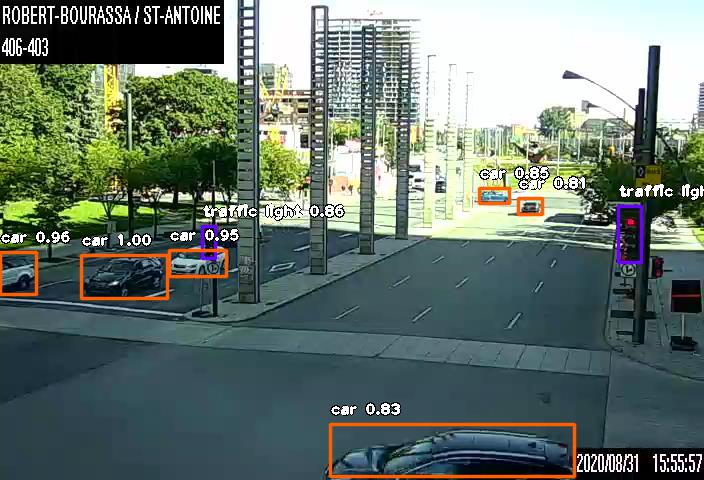 ROBERT-BOURASSA / ST-ANTOINE
406-403
car 0.85
car 0.81
traffic ligh
traffic light 0.86
car 0.96
car 1.00
car 0.95
car 0.83
2020/08/31 15:55:57